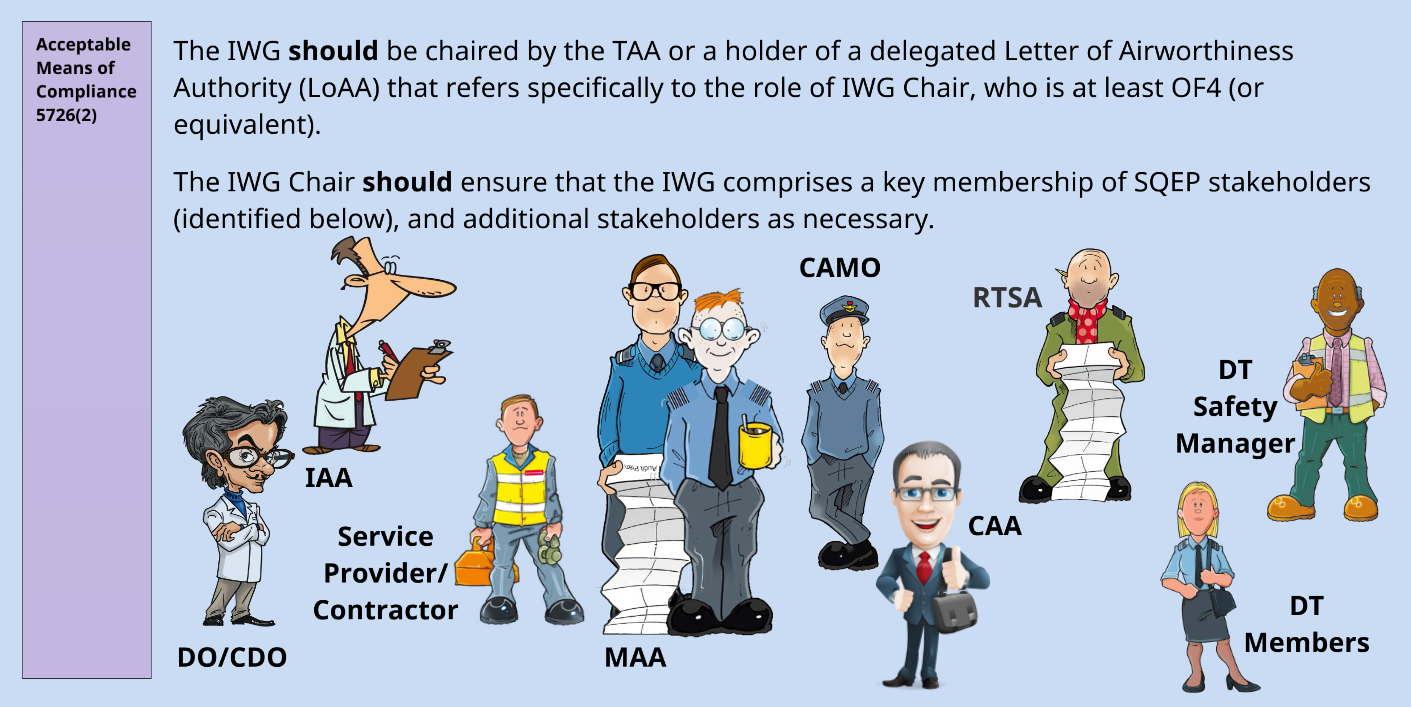 Acceptable
Means of
Compliance
5726(2)
The IWG should be chaired by the TAA or a holder of a delegated Letter of Airworthiness
Authority (LoAA) that refers specifically to the role of IWG Chair, who is at least OF4 (or
equivalent).
The IWG Chair should ensure that the IWG comprises a key membership of SQEP stakeholders
(identified below), and additional stakeholders as necessary.
CAMO
RTSA
DT
Safety
Manager
IAA
Audit Plan
Service
Provider/
Contractor
CAA
DT
Members
DO/CDO
MAA